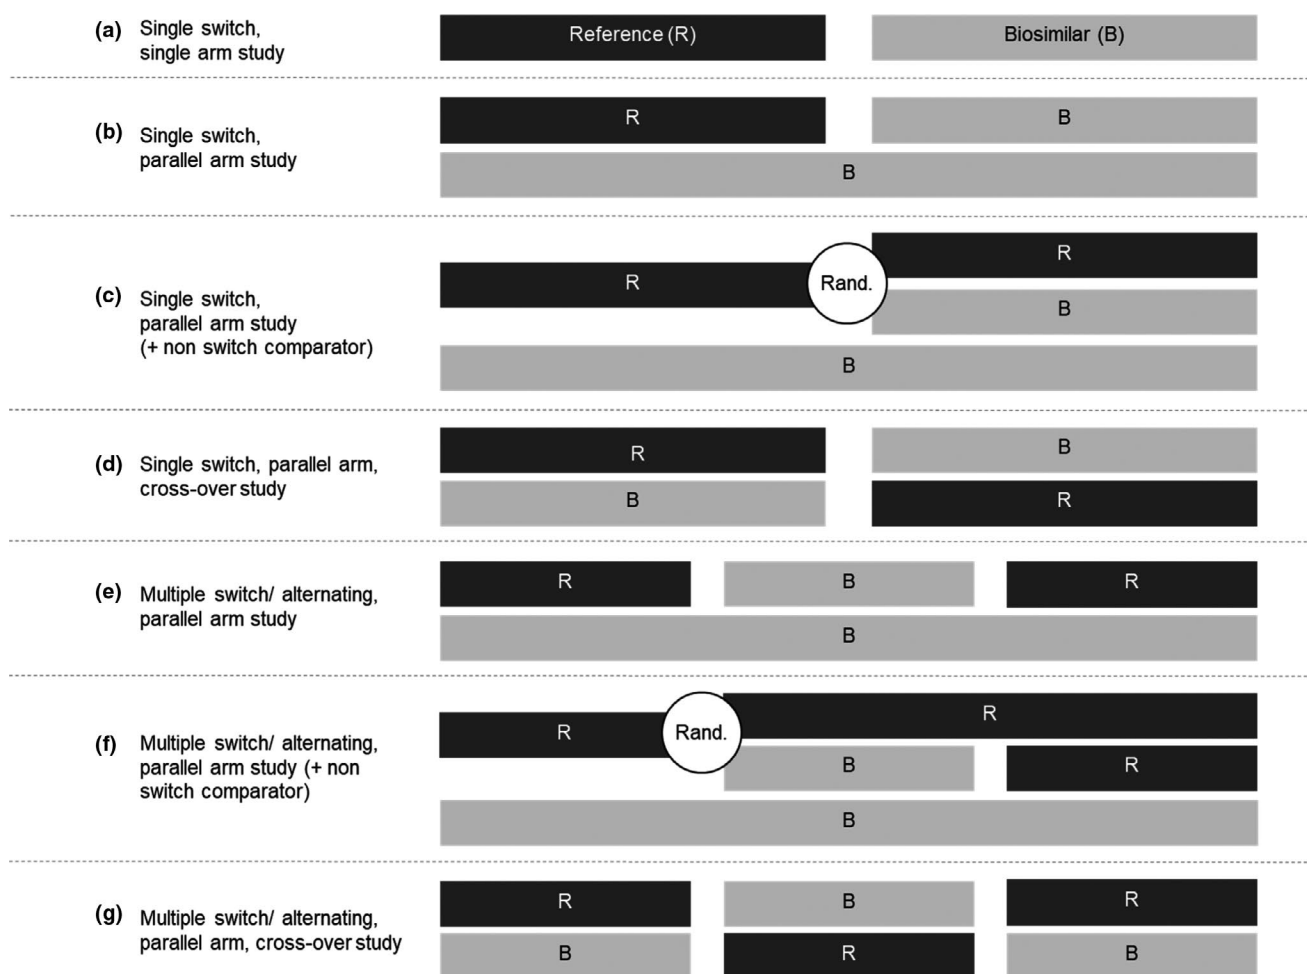 (a) Single switch,
single arm study
Reference (R)
Biosimilar (B)
(b) Single switch,
parallel arm study
R
B
B
(c) Single switch,
parallel arm study
(+ non switch comparator)
R
Rand.
R
B
B
(d) Single switch, parallel arm,
cross-over study
R
B
B
R
(e) Multiple switch/ alternating,
parallel arm study
R
B
R
B
(f) Multiple switch/ alternating,
parallel arm study (+ non
switch comparator)
R
Rand.
R
B
R
B
(g) Multiple switch/ alternating,
parallel arm, cross-over study
R
B
R
B
R
B